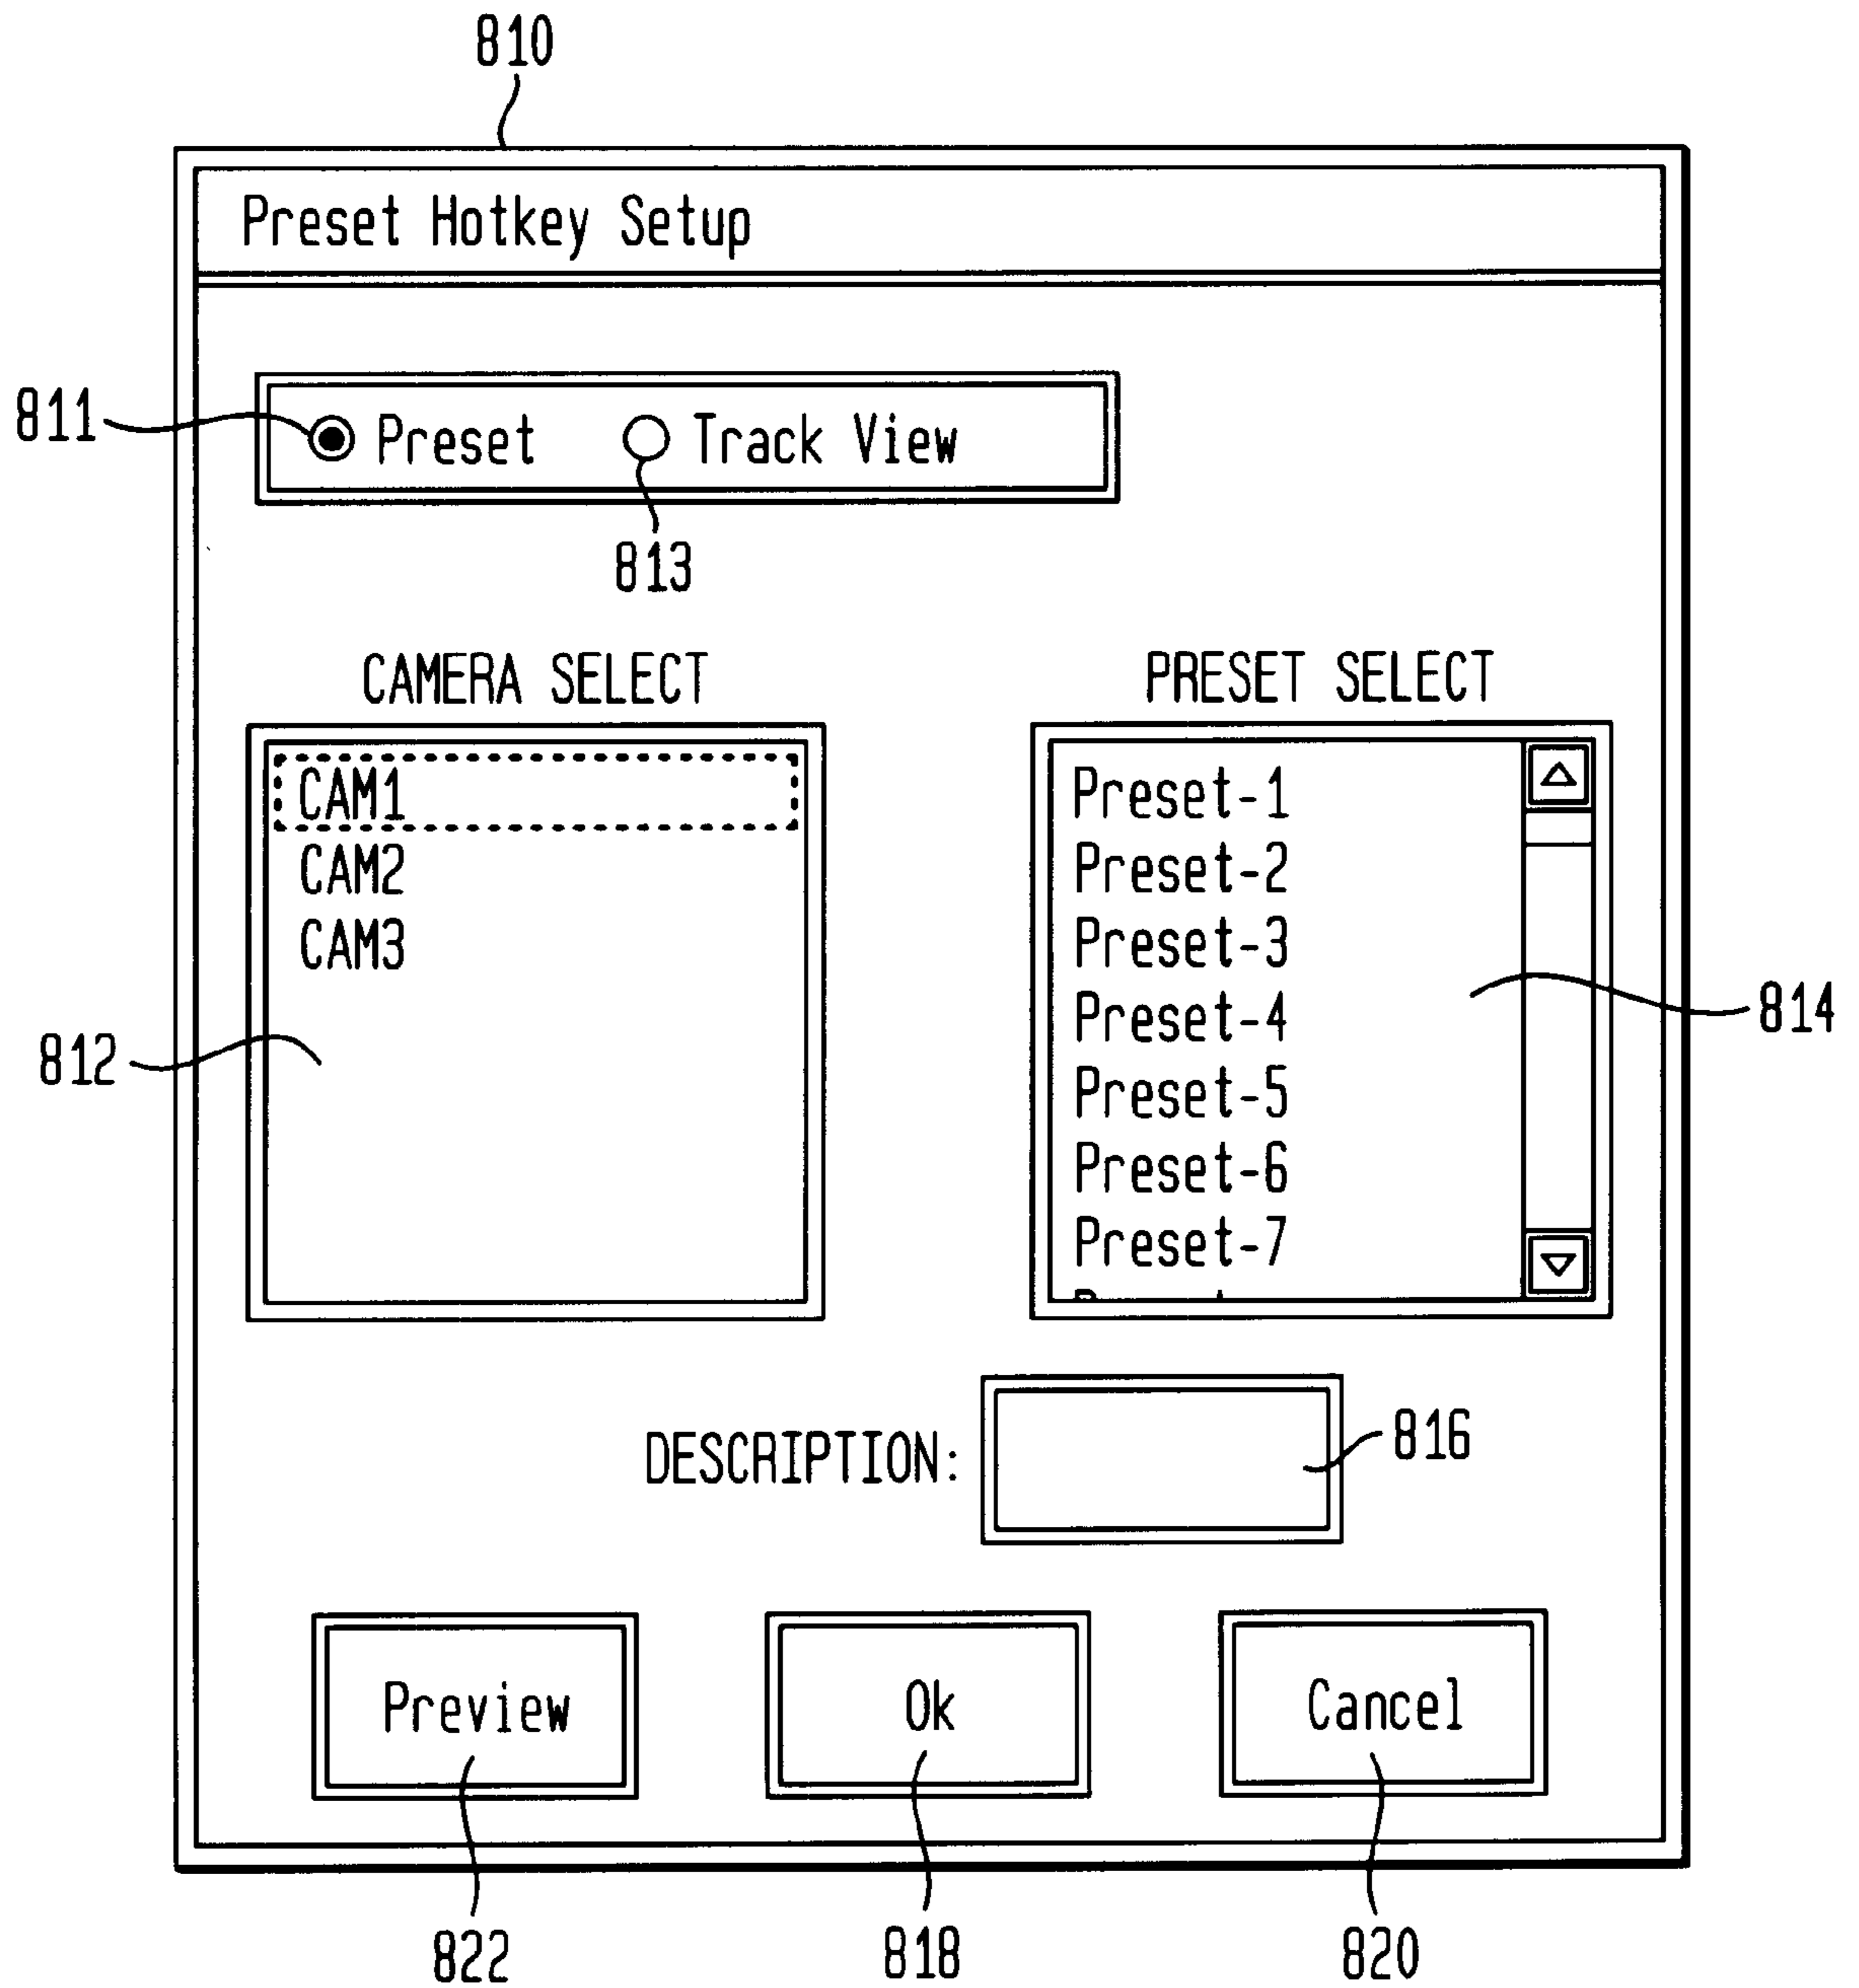 810
Preset Hotkey Setup
811
Preset
Track View
813
CAMERA SELECT
PRESET SELECT
CAM1
CAM2
CAM3
812
Preset-1
Preset-2
Preset-3
Preset-4
Preset-5
Preset-6
Preset-7
814
DESCRIPTION:
816
Preview
Ok
Cancel
822
818
820